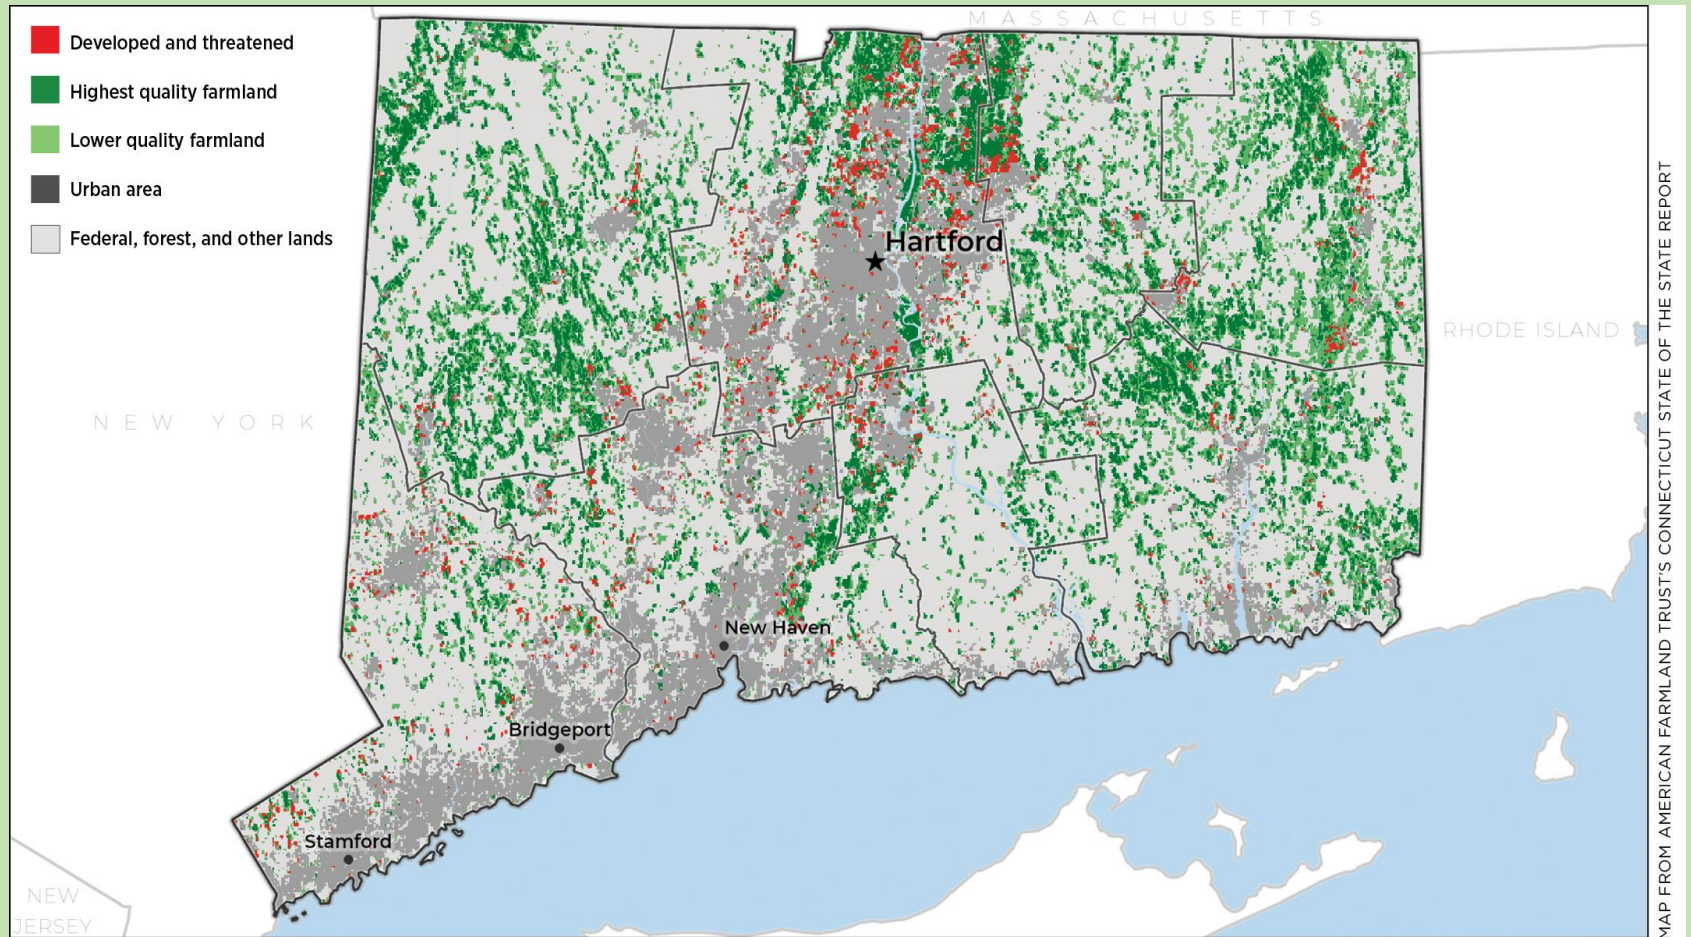 MASSACHUSETTS
Developed and threatened
Highest quality farmland
Lower quality farmland
Urban area
Federal, forest, and other lands
Hartford
RHODE ISLAND
NEW YORK
New Haven
Bridgeport
Stamford
NEW
JERSEY
MAP FROM AMERICAN FARMLAND TRUST'S CONNECTICUT STATE OF THE STATE REPORT